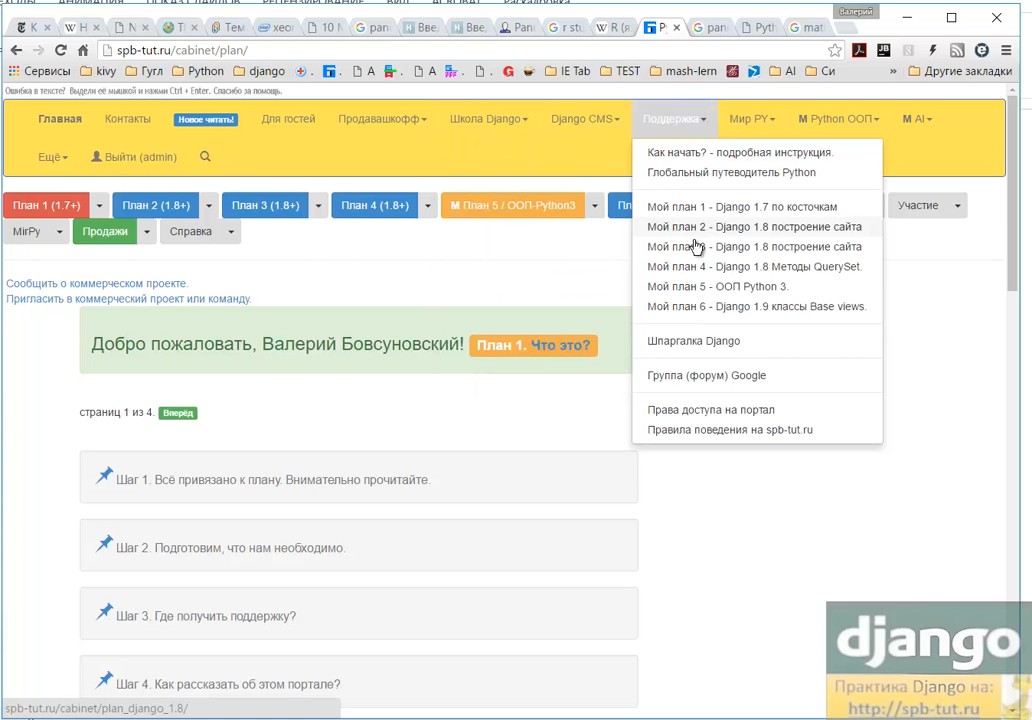 Валерий
spb-tut.ru/cabinet/plan/
Сервисы kivy Гугл Python django IE Tab TEST mash-lern AI Си » Другие закладки
Ошибка в тексте? Выдели её мышкой и нажми Ctrl + Enter. Спасибо за помощь.
Главная Контакты Новое читать! Для гостей Продавашкофф Школа Django Django CMS Поддержка Мир PY M Python ООП M AI
Ещё Выйти (admin)
План 1 (1.7+) План 2 (1.8+) План 3 (1.8+) План 4 (1.8+) M План 5 / ООП-Python3 Участие
MirPy Продажи Справка
Как начать? - подробная инструкция.
Глобальный путеводитель Python
Мой план 1 - Django 1.7 по косточкам
Мой план 2 - Django 1.8 построение сайта
Мой - Django 1.8 построение сайта
Мой план 4 - Django 1.8 Методы QuerySet.
Мой план 5 - ООП Python 3.
Мой план 6 - Django 1.9 классы Base views.
Шпаргалка Django
Группа (форум) Google
Права доступа на портал
Правила поведения на spb-tut.ru
Сообщить о коммерческом проекте.
Пригласить в коммерческий проект или команду.
Добро пожаловать, Валерий Бовсуновский! План 1. Что это?
страниц 1 из 4. Вперёд
Шаг 1. Всё привязано к плану. Внимательно прочитайте.
Шаг 2. Подготовим, что нам необходимо.
Шаг 3. Где получить поддержку?
Шаг 4. Как рассказать об этом портале?
spb-tut.ru/cabinet/plan_django_1.8/
django
Практика Django на:
http://spb-tut.ru